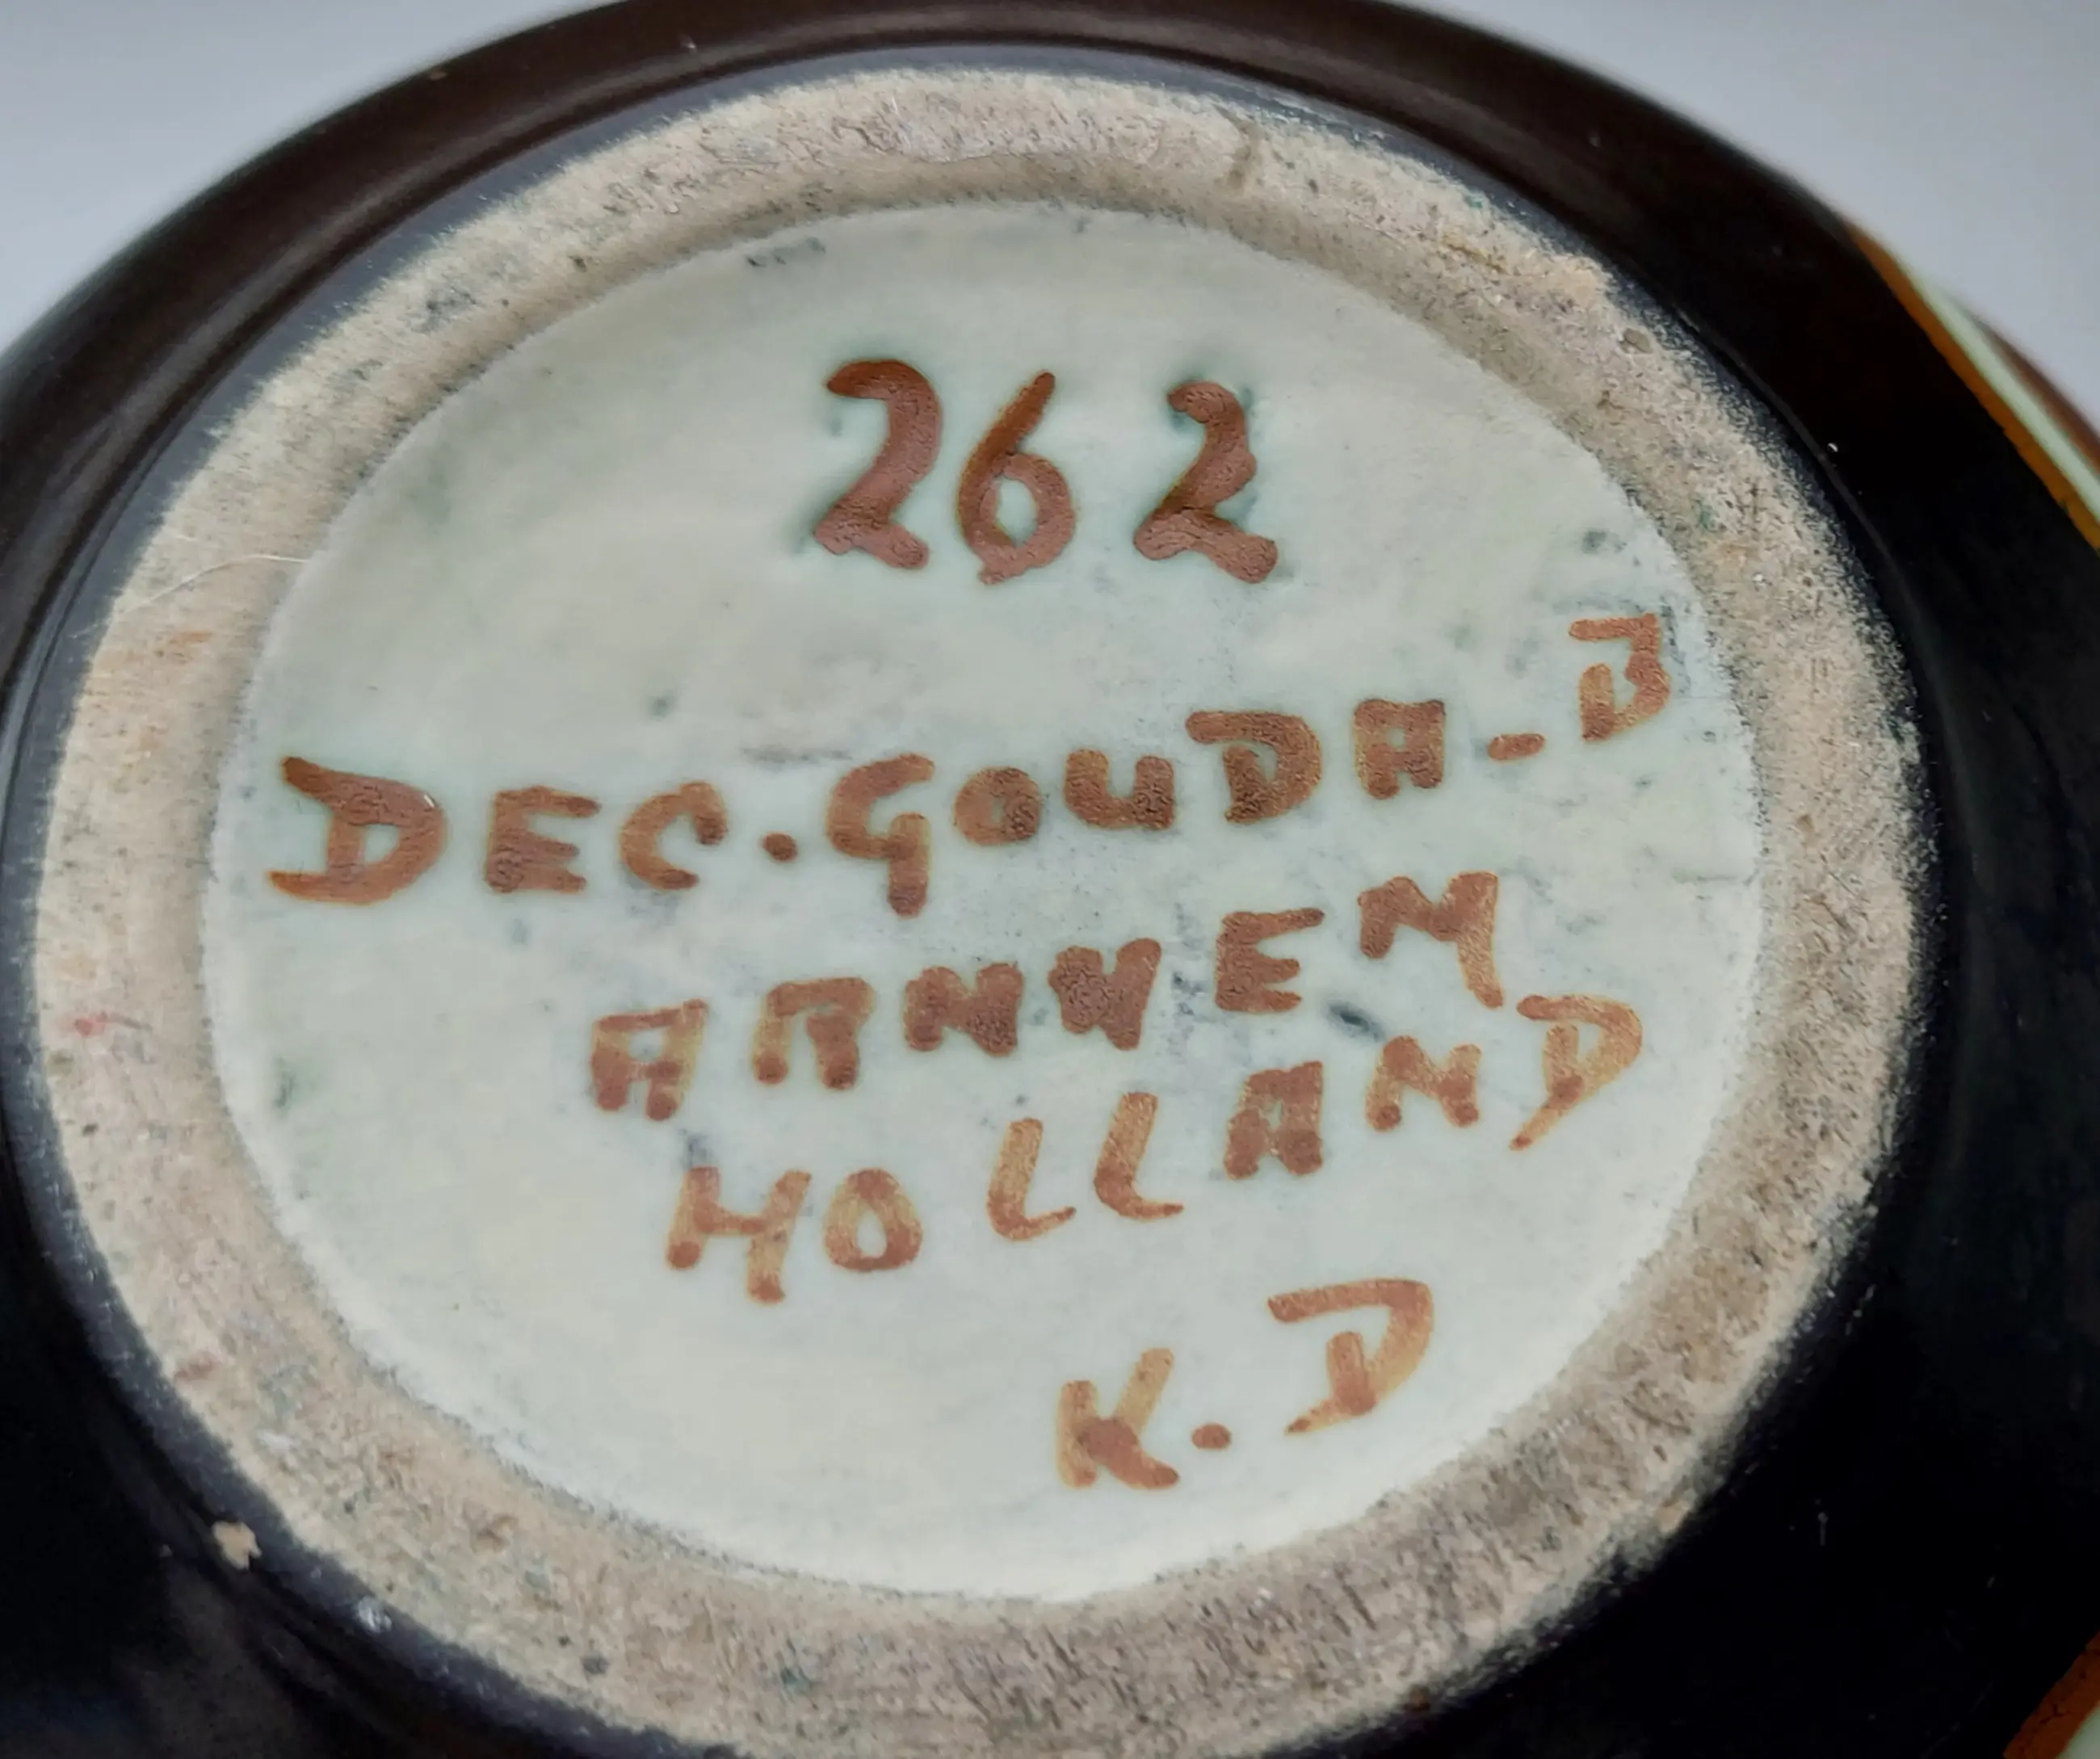 262
DEC. GOUDA-B
ARNHEM
HOLLAND
K.D